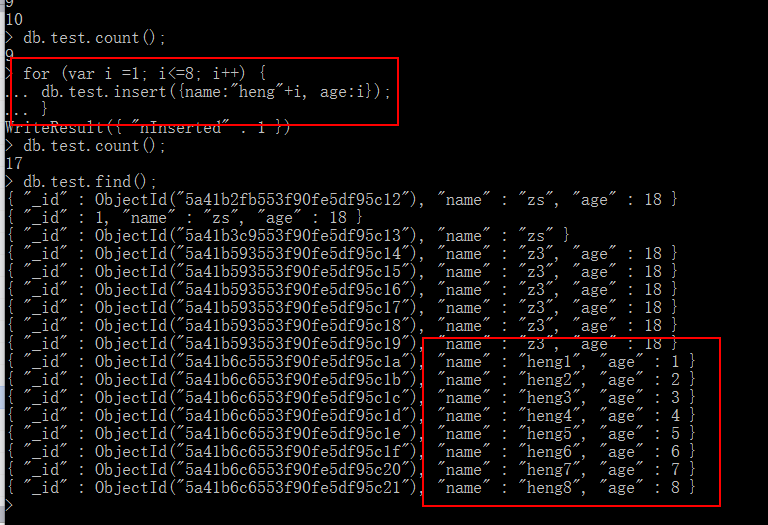 9
10
> db.test.count();
9
> for (var i =1; i<=8; i++) {
... db.test.insert({name:"heng"+i, age:i});
... }
WriteResult({ "nInserted" : 1 })
> db.test.count();
17
> db.test.find();
{ "_id" : ObjectId("5a41b2fb553f90fe5df95c12"), "name" : "zs", "age" : 18 }
{ "_id" : 1, "name" : "zs", "age" : 18 }
{ "_id" : ObjectId("5a41b3c9553f90fe5df95c13"), "name" : "zs" }
{ "_id" : ObjectId("5a41b593553f90fe5df95c14"), "name" : "z3", "age" : 18 }
{ "_id" : ObjectId("5a41b593553f90fe5df95c15"), "name" : "z3", "age" : 18 }
{ "_id" : ObjectId("5a41b593553f90fe5df95c16"), "name" : "z3", "age" : 18 }
{ "_id" : ObjectId("5a41b593553f90fe5df95c17"), "name" : "z3", "age" : 18 }
{ "_id" : ObjectId("5a41b593553f90fe5df95c18"), "name" : "z3", "age" : 18 }
{ "_id" : ObjectId("5a41b593553f90fe5df95c19"), "name" : "z3", "age" : 18 }
{ "_id" : ObjectId("5a41b6c5553f90fe5df95c1a"), "name" : "heng1", "age" : 1 }
{ "_id" : ObjectId("5a41b6c6553f90fe5df95c1b"), "name" : "heng2", "age" : 2 }
{ "_id" : ObjectId("5a41b6c6553f90fe5df95c1c"), "name" : "heng3", "age" : 3 }
{ "_id" : ObjectId("5a41b6c6553f90fe5df95c1d"), "name" : "heng4", "age" : 4 }
{ "_id" : ObjectId("5a41b6c6553f90fe5df95c1e"), "name" : "heng5", "age" : 5 }
{ "_id" : ObjectId("5a41b6c6553f90fe5df95c1f"), "name" : "heng6", "age" : 6 }
{ "_id" : ObjectId("5a41b6c6553f90fe5df95c20"), "name" : "heng7", "age" : 7 }
{ "_id" : ObjectId("5a41b6c6553f90fe5df95c21"), "name" : "heng8", "age" : 8 }
>